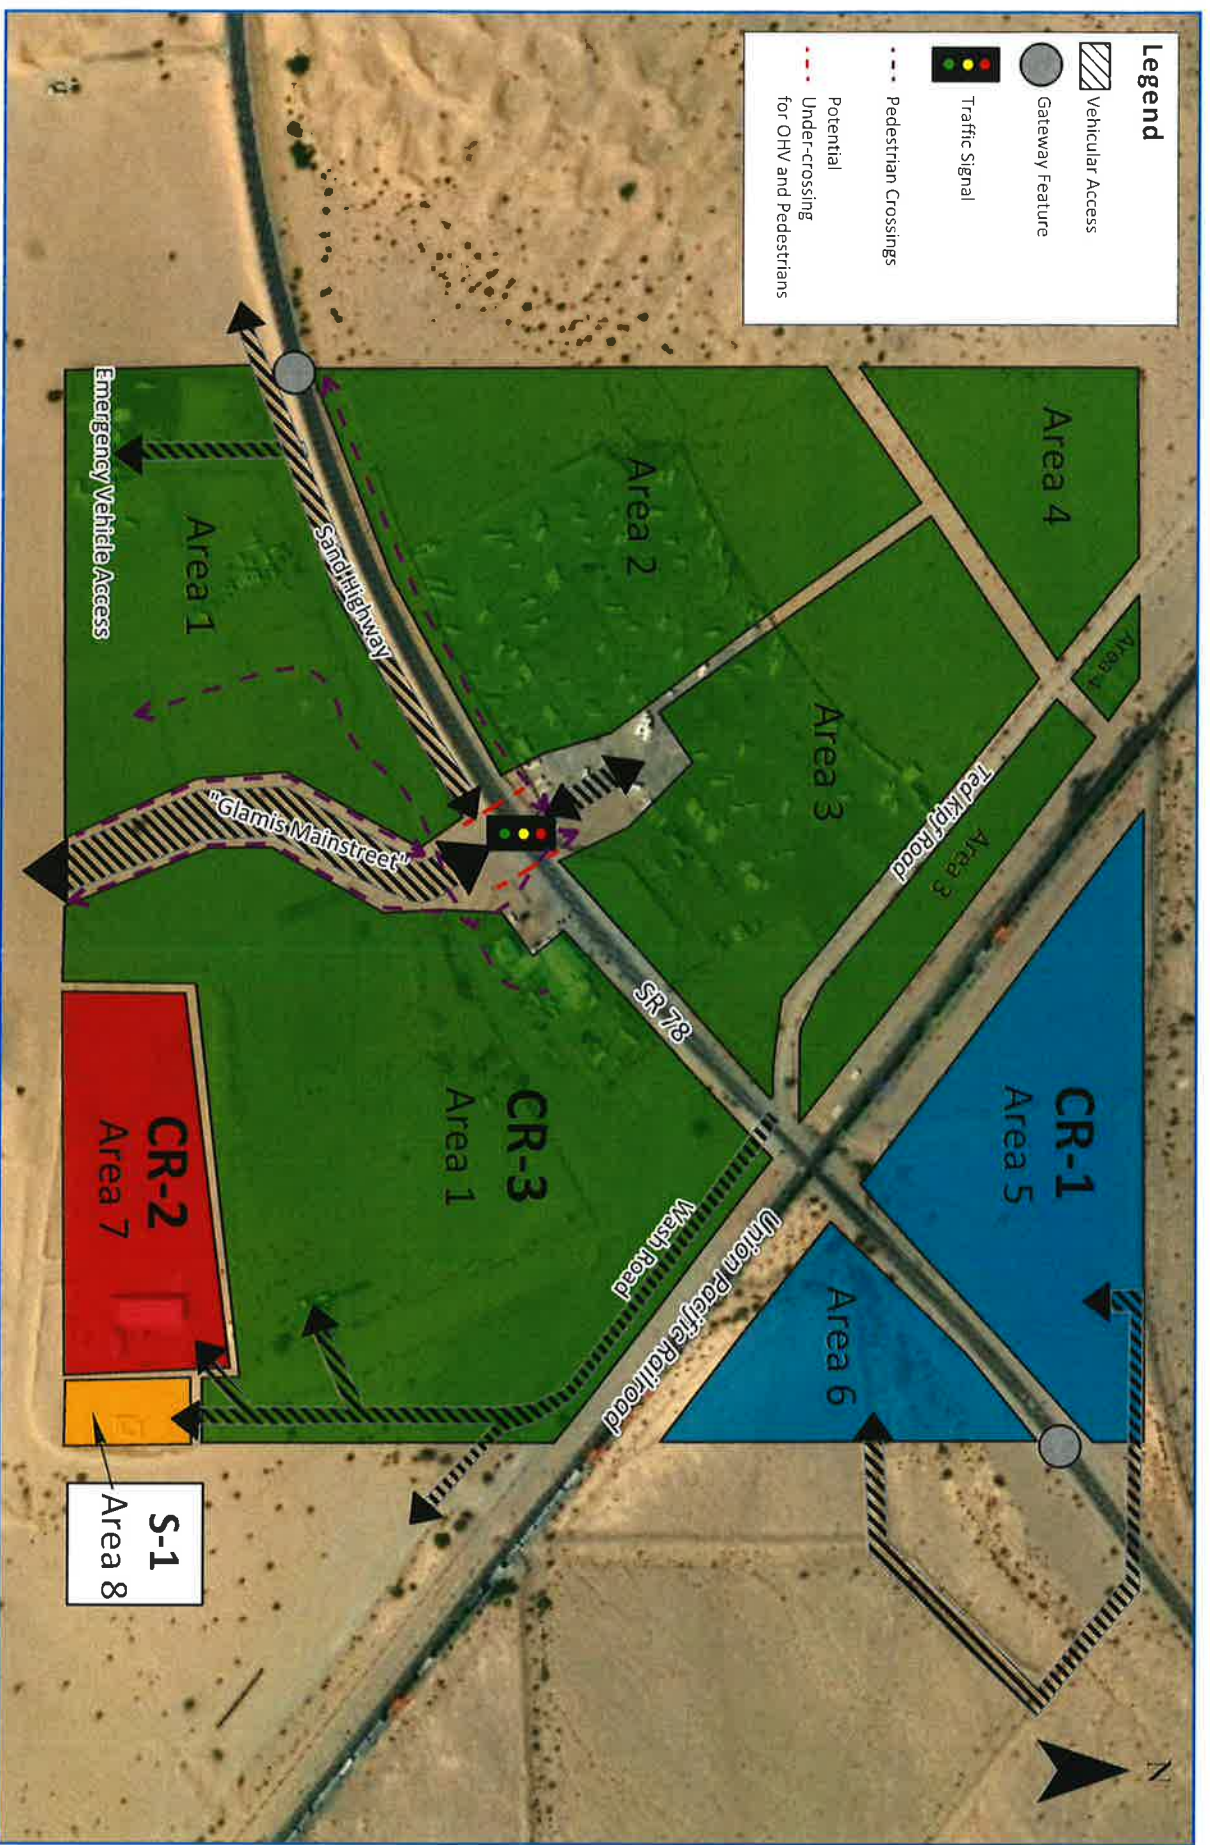 Legend
Vehicular Access
Gateway Feature
Traffic Signal
Pedestrian Crossings
Potential
Under-crossing
for OHV and Pedestrians
N
Area 4
Area 4
Area 2
Area 3
Ted Kipf Road
Area 3
CR-1
Area 5
Sand Highway
SR 78
Area 6
Emergency Vehicle Access
Area 1
"Glamis Mainstreet"
CR-3
Area 1
Wash Road
Union Pacific Railroad
CR-2
Area 7
S-1
Area 8